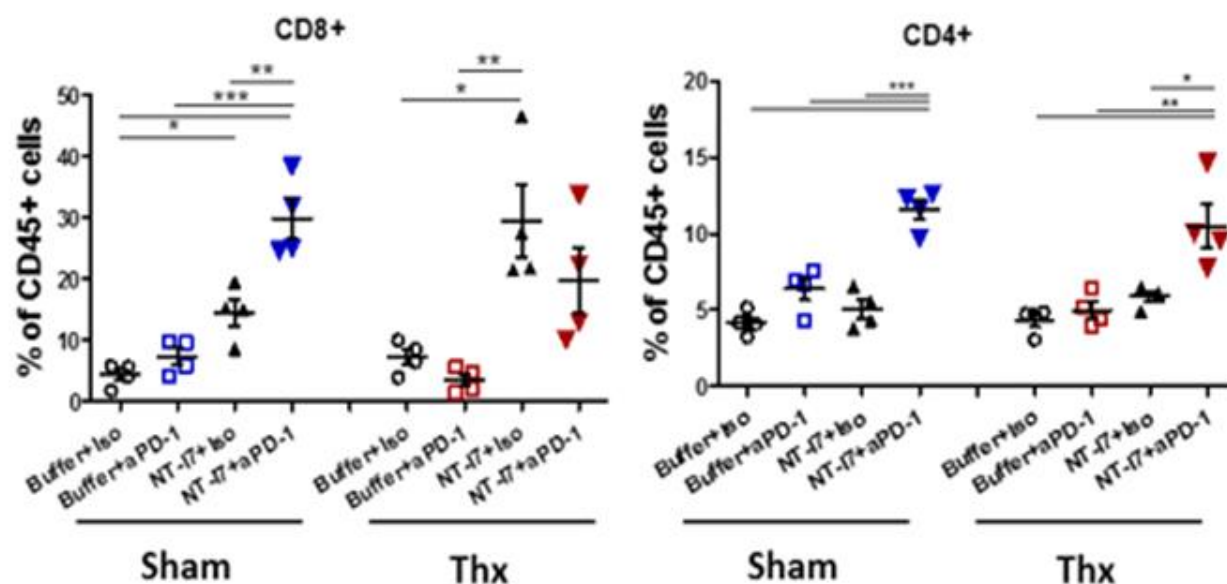 CD8+
**
***
*
**
*
% of CD45+ cells
50
40
30
20
10
0
Buffer+Iso
Buffer+aPD-1
NT-I7+Iso
NT-I7+aPD-1
Buffer+Iso
Buffer+aPD-1
NT-I7+Iso
NT-I7+aPD-1
Sham
Thx
CD4+
***
*
**
% of CD45+ cells
20
15
10
5
0
Buffer+Iso
Buffer+aPD-1
NT-I7+Iso
NT-I7+aPD-1
Buffer+Iso
Buffer+aPD-1
NT-I7+Iso
NT-I7+aPD-1
Sham
Thx